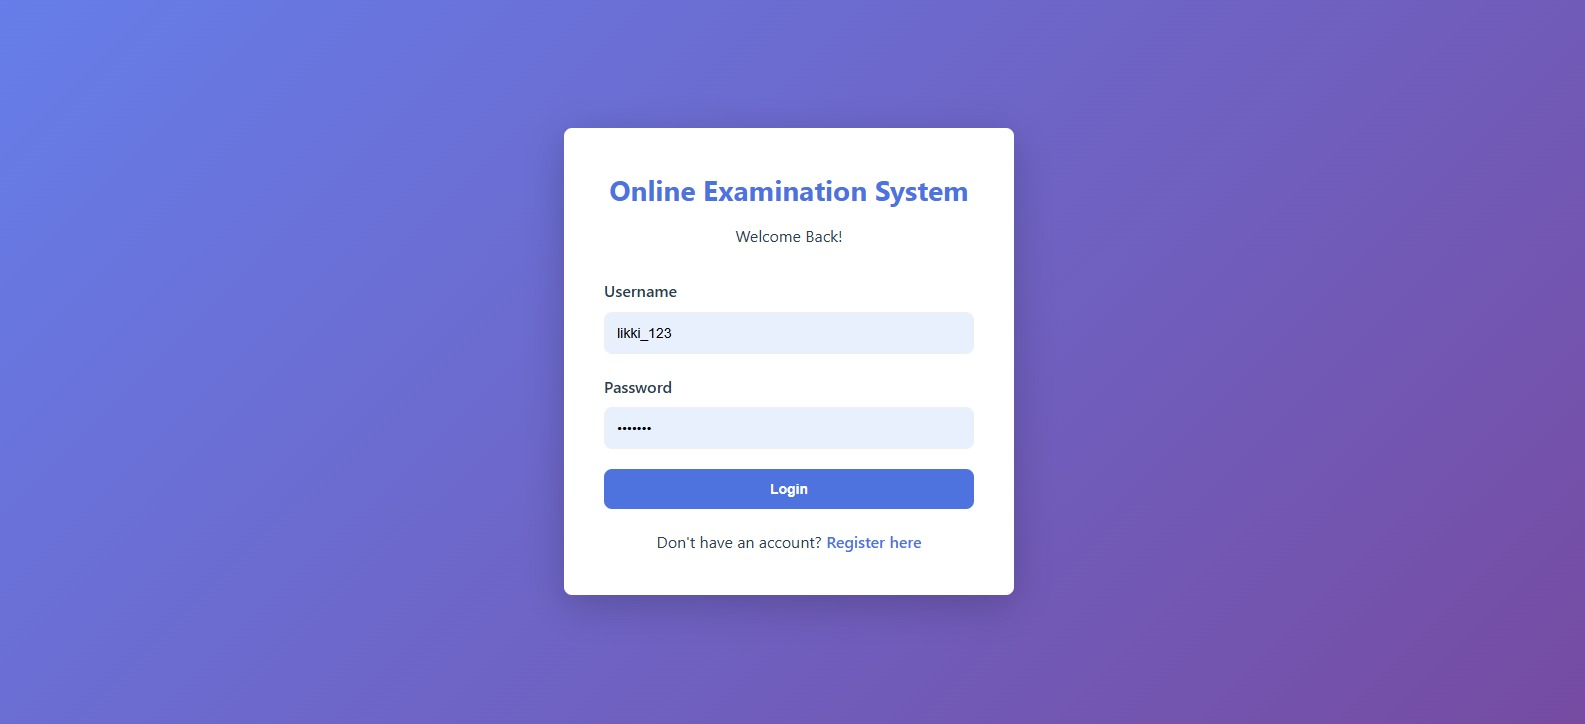 Online Examination System
Welcome Back!
Username
likki_123
Password
•••••••
Login
Don't have an account? Register here